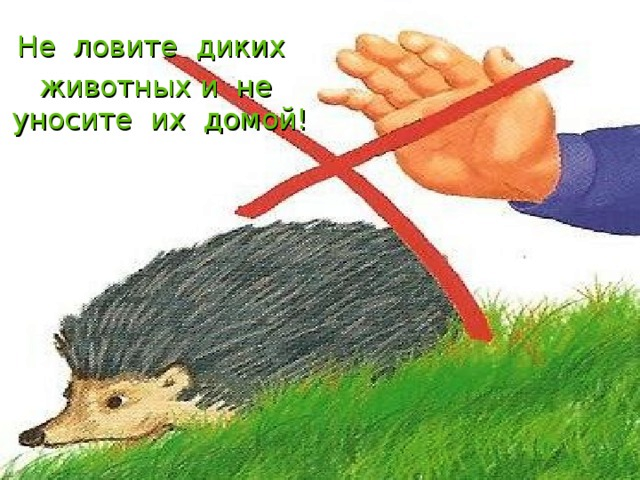 Не ловите диких
животных и не
уносите их домой!